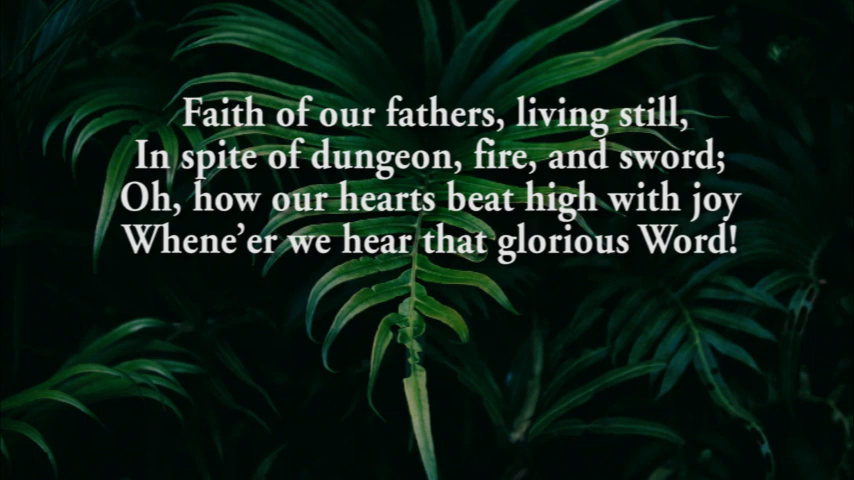 Faith of our fathers, living still,
In spite of dungeon, fire, and sword;
Oh, how our hearts beat high with joy
Whene’er we hear that glorious Word!